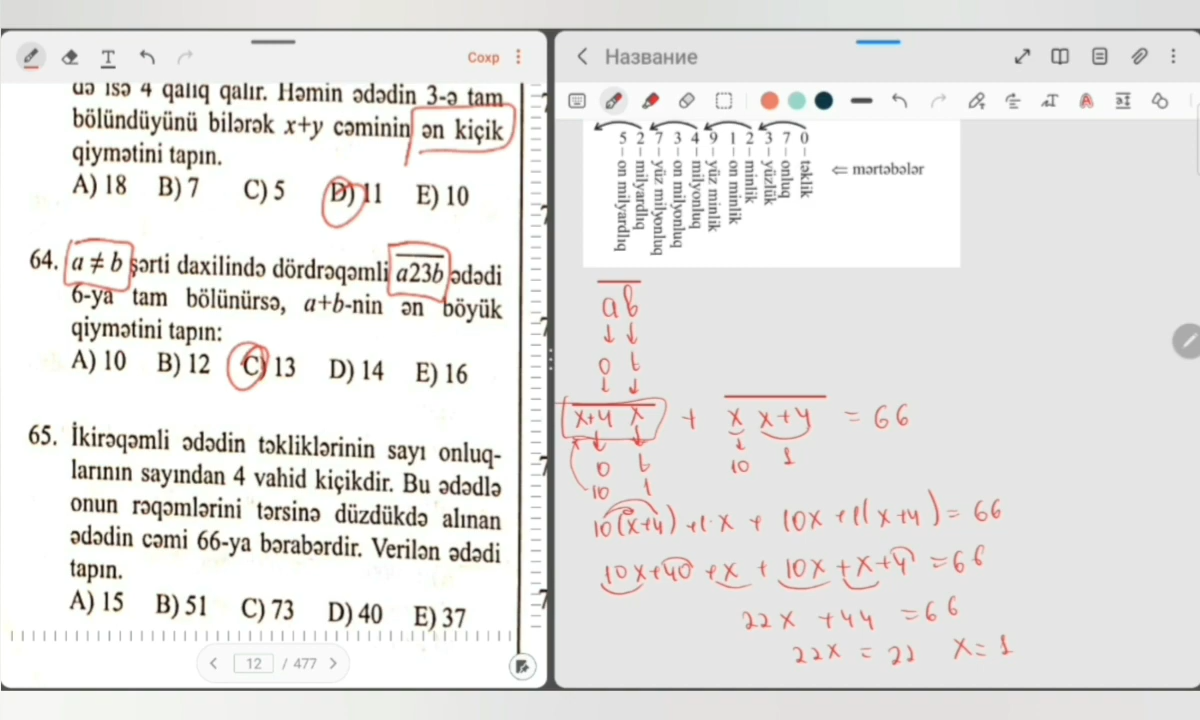 Сохр
də isə 4 qalıq qalır. Həmin ədədin 3-ə tam
bölündüyünü bilərək x+y cəminin ən kiçik
qiymətini tapın.
A) 18 B) 7 C) 5 D) 11 E) 10
64. a ≠ b şərti daxilində dördrəqəmli a23b ədədi
6-ya tam bölünürsə, a+b-nin ən böyük
qiymətini tapın:
A) 10 B) 12 C) 13 D) 14 E) 16
65. İkirəqəmli ədədin təkliklərinin sayı onluq-
larının sayından 4 vahid kiçikdir. Bu ədədlə
onun rəqəmlərini tərsinə düzdükdə alınan
ədədin cəmi 66-ya bərabərdir. Verilən ədədi
tapın.
A) 15 B) 51 C) 73 D) 40 E) 37
12 / 477
Название
5 2 7 3 4 9 1 2 3 7 0
– on milyardlıq
– milyardlıq
– yüz milyonluq
– on milyonluq
– milyonluq
– yüz minlik
– on minlik
– minlik
– yüzlük
– onluq
– təklik
⇐ mərtəbələr
ab
↓ ↓
0 t
↓ ↓
x+4 x + x x+y = 66
↓ ↓ ↓
0 t 10 1
10 1
10(x+4) + 1·x + 10x + 1(x+4) = 66
10x+40 + x + 10x + x + 4 = 66
22x + 44 = 66
22x = 22 x = 1